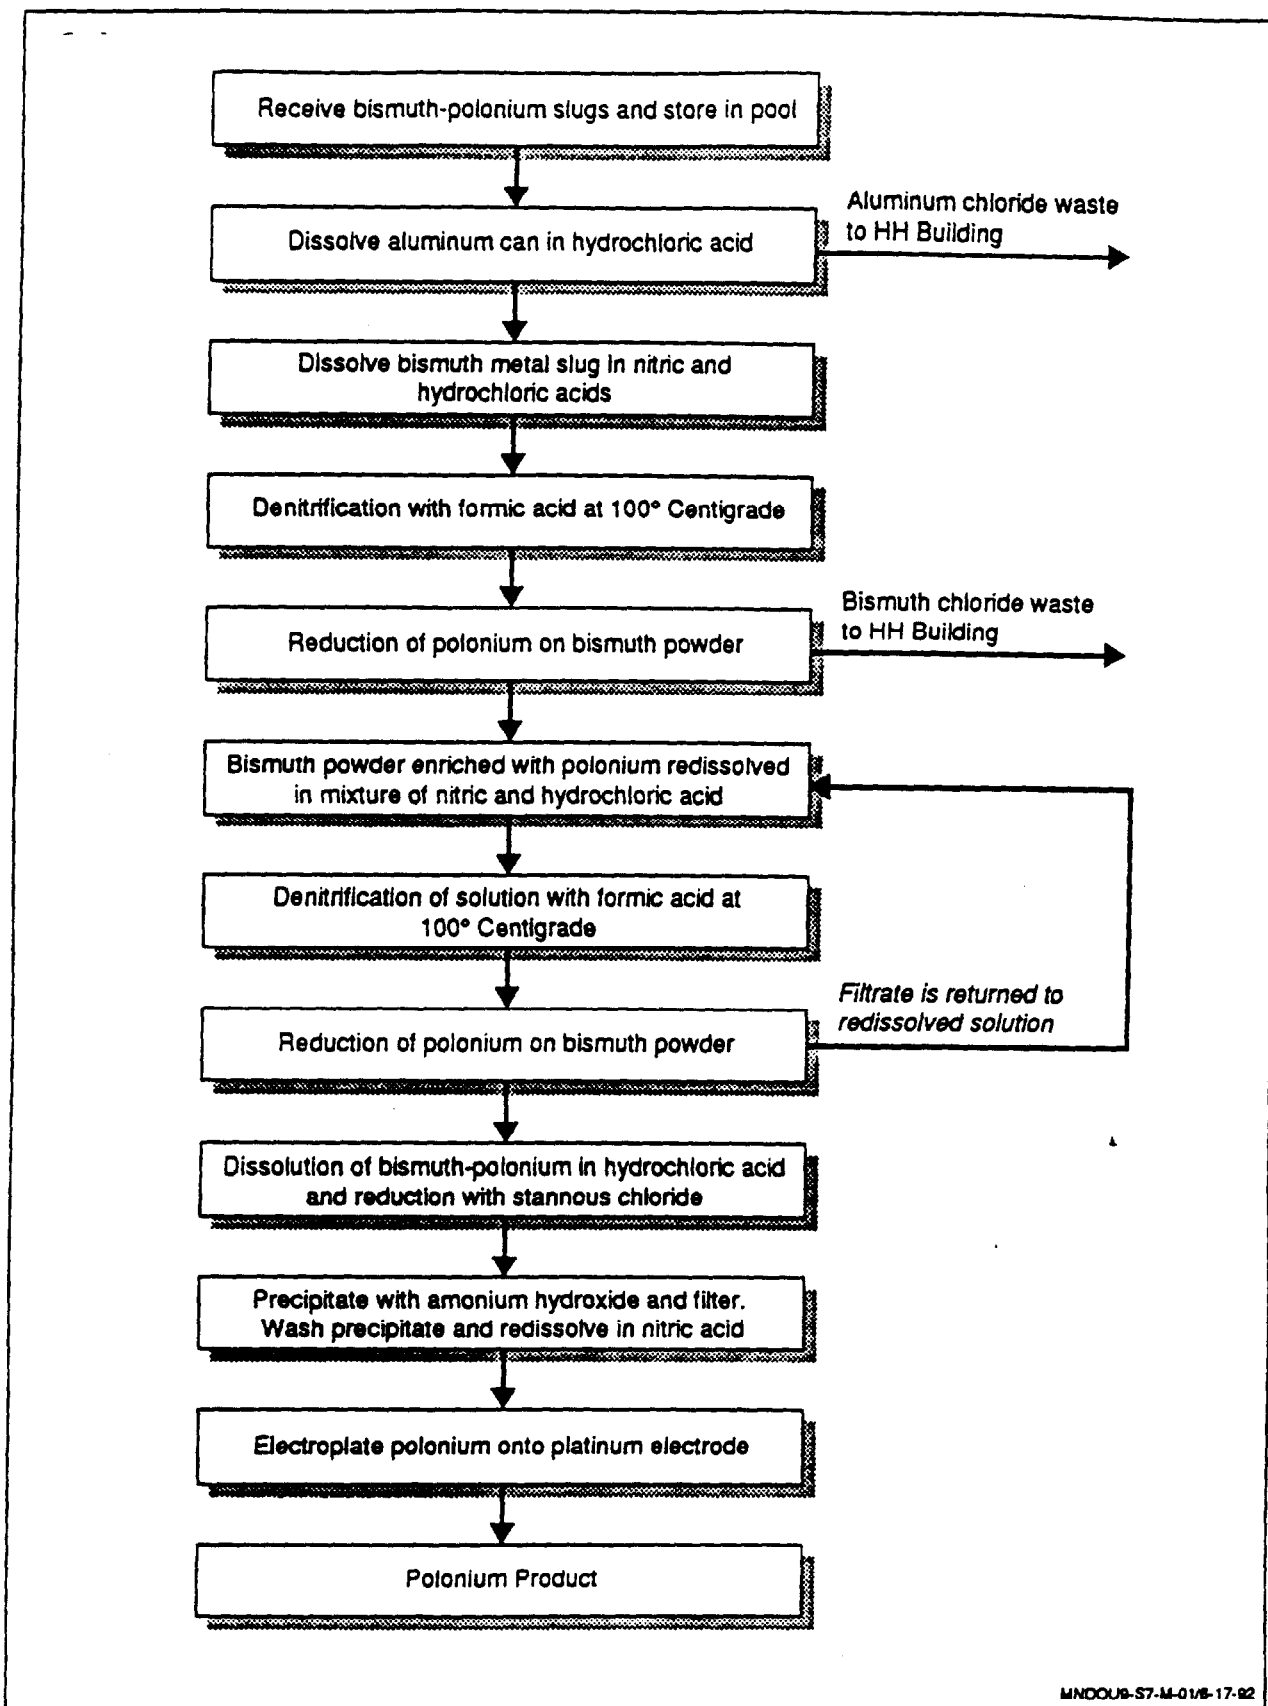 Receive bismuth-polonium slugs and store in pool
Aluminum chloride waste
to HH Building
Dissolve aluminum can in hydrochloric acid
Dissolve bismuth metal slug in nitric and
hydrochloric acids
Denitrification with formic acid at 100° Centigrade
Bismuth chloride waste
to HH Building
Reduction of polonium on bismuth powder
Bismuth powder enriched with polonium redissolved
in mixture of nitric and hydrochloric acid
Denitrification of solution with formic acid at
100° Centigrade
Filtrate is returned to
redissolved solution
Reduction of polonium on bismuth powder
Dissolution of bismuth-polonium in hydrochloric acid
and reduction with stannous chloride
Precipitate with amonium hydroxide and filter.
Wash precipitate and redissolve in nitric acid
Electroplate polonium onto platinum electrode
Polonium Product